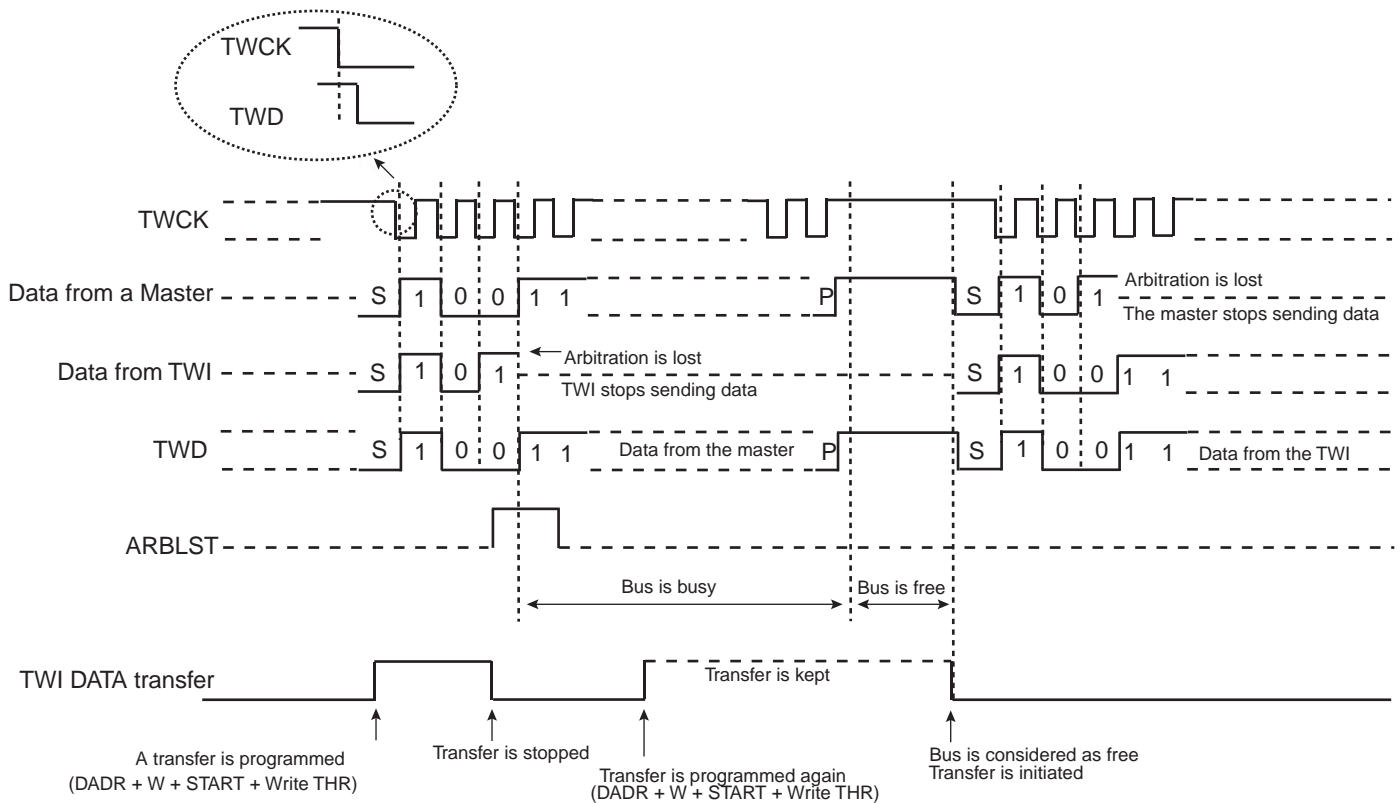 TWCK
TWD
TWCK
Data from a Master S 1 0 0 1 1 P S 1 0 1 Arbitration is lost
The master stops sending data
Data from TWI S 1 0 1 Arbitration is lost
TWI stops sending data S 1 0 0 1 1
TWD S 1 0 0 1 1 Data from the master P S 1 0 0 1 1 Data from the TWI
ARBLST
Bus is busy Bus is free
TWI DATA transfer Transfer is kept
A transfer is programmed
(DADR + W + START + Write THR)
Transfer is stopped
Transfer is programmed again
(DADR + W + START + Write THR)
Bus is considered as free
Transfer is initiated